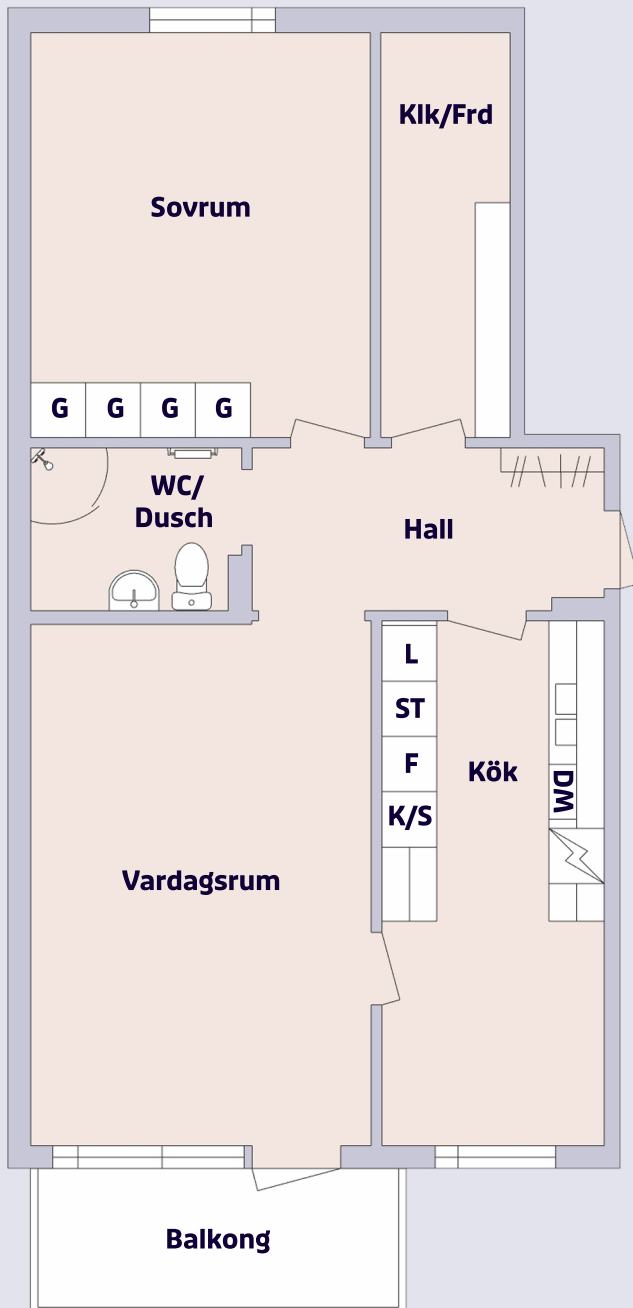 Klk/Frd
Sovrum
G G G G
WC/
Dusch
Hall
L
ST
F
Kök
DM
K/S
Vardagsrum
Balkong